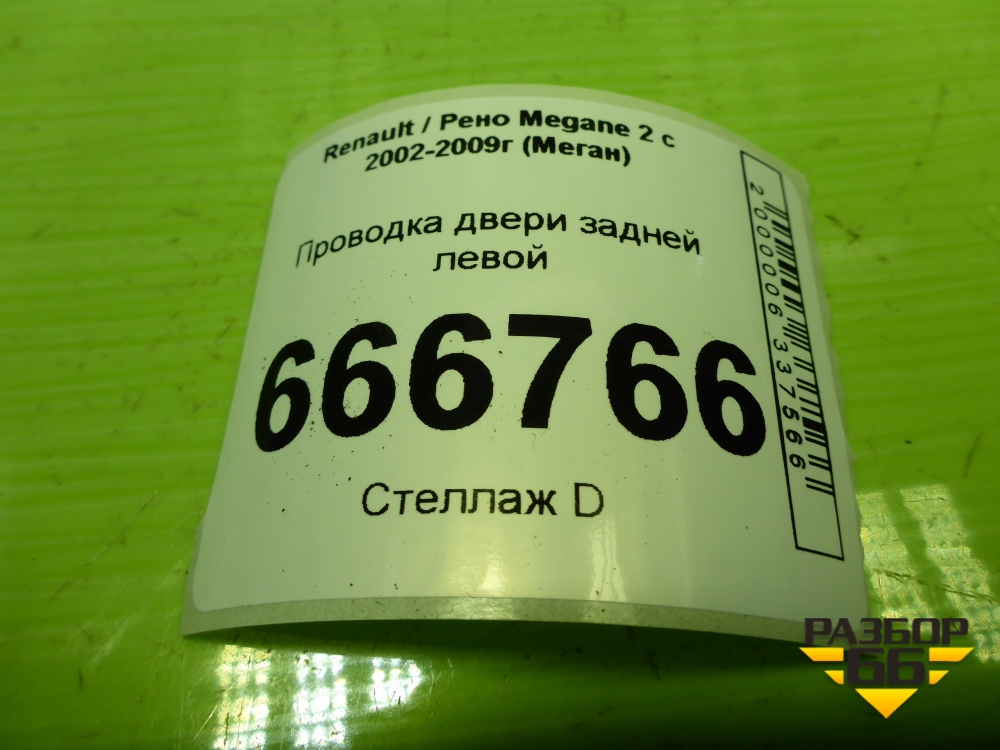 Renault / Рено Megane 2 с
2002-2009г (Меган)
Проводка двери задней
левой
666766
Стеллаж D
2000006337566
РАЗБОР
66